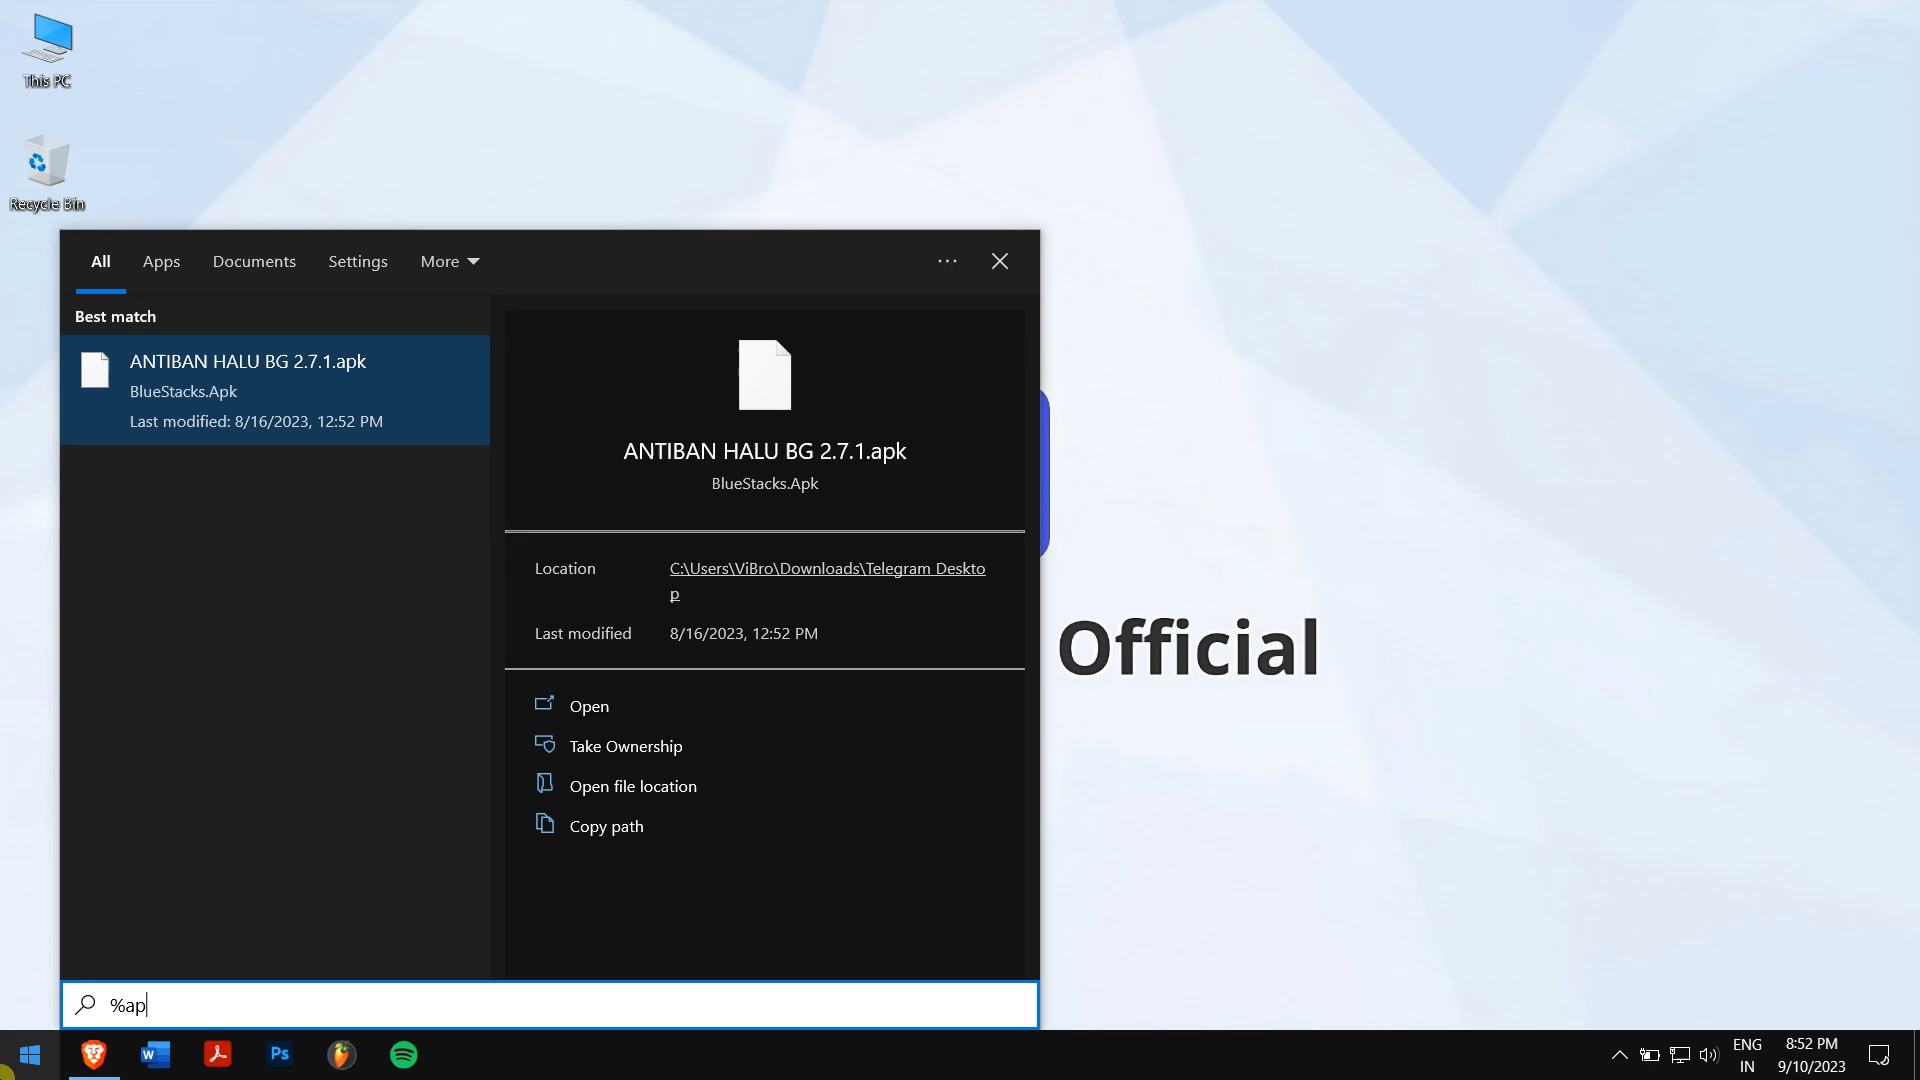 This PC
Recycle Bin
All
Apps
Documents
Settings
More
Best match
ANTIBAN HALU BG 2.7.1.apk
BlueStacks.Apk
Last modified: 8/16/2023, 12:52 PM
ANTIBAN HALU BG 2.7.1.apk
BlueStacks.Apk
Location
C:\Users\ViBro\Downloads\Telegram Deskto
p
Last modified
8/16/2023, 12:52 PM
Open
Take Ownership
Open file location
Copy path
Official
%ap
W
Ps
ENG
IN
8:52 PM
9/10/2023